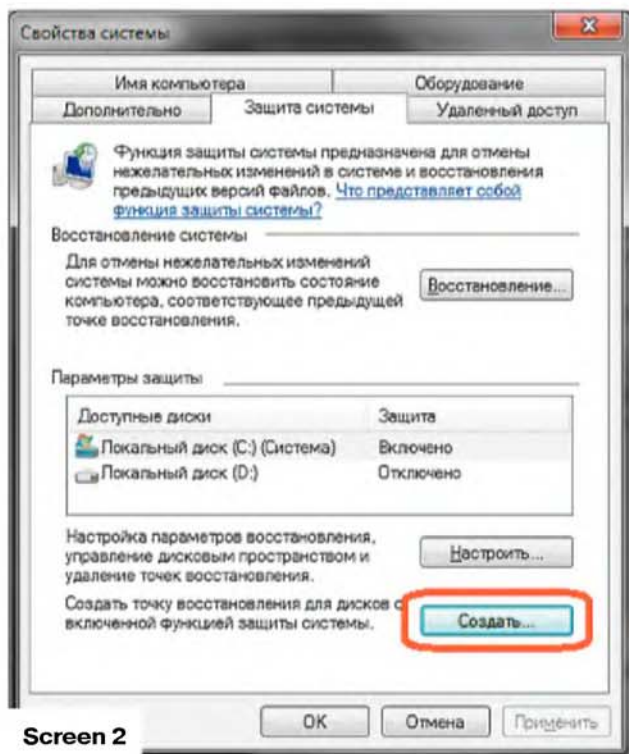 Свойства системы
Имя компьютера
Оборудование
Дополнительно
Защита системы
Удаленный доступ
Функция защиты системы предназначена для отмены
нежелательных изменений в системе и восстановления
предыдущих версий файлов. Что представляет собой
функция защиты системы?
Восстановление системы
Для отмены нежелательных изменений
системы можно восстановить состояние
компьютера, соответствующее предыдущей
точке восстановления.
Восстановление...
Параметры защиты
Доступные диски
Защита
Локальный диск (C:) (Система)
Включено
Локальный диск (D:)
Отключено
Настройка параметров восстановления,
управление дисковым пространством и
удаление точек восстановления.
Настроить...
Создать точку восстановления для дисков с
включенной функцией защиты системы.
Создать...
OK
Отмена
Применить
Screen 2